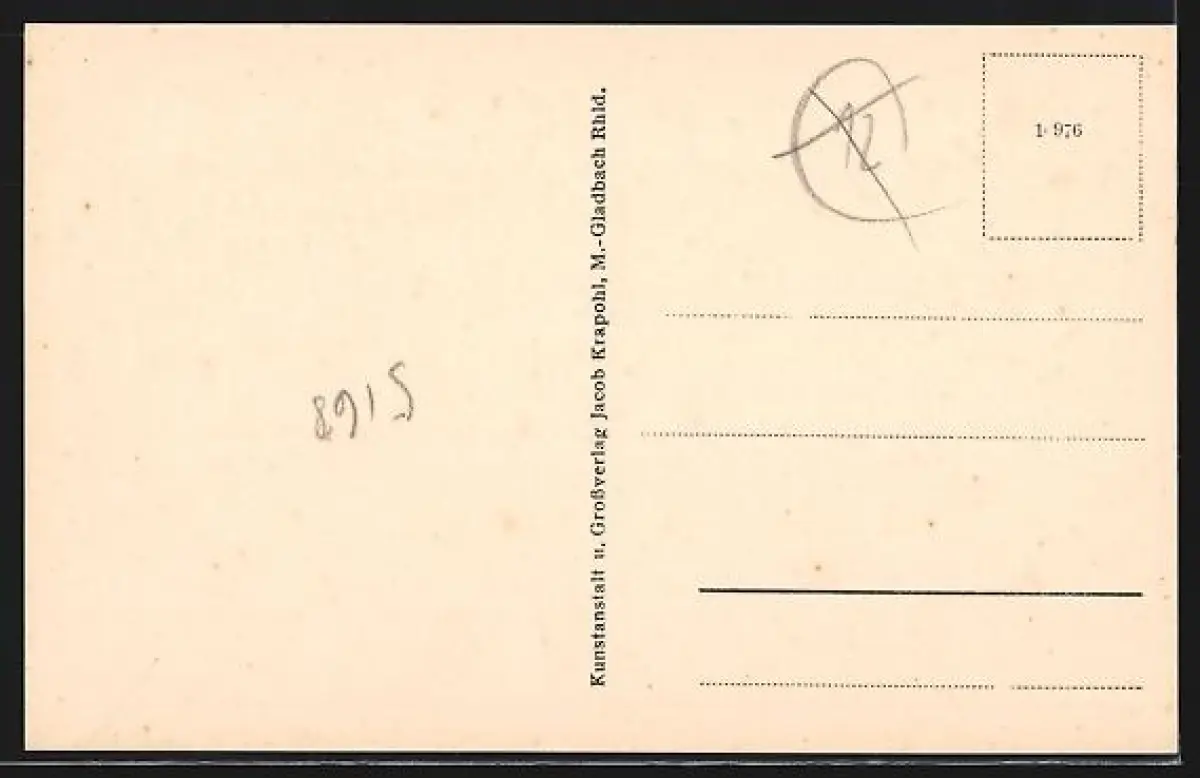 8915
Kunstanstalt u. Großverlag Jacob Krapohl, M.-Gladbach Rhld.
12
1 976